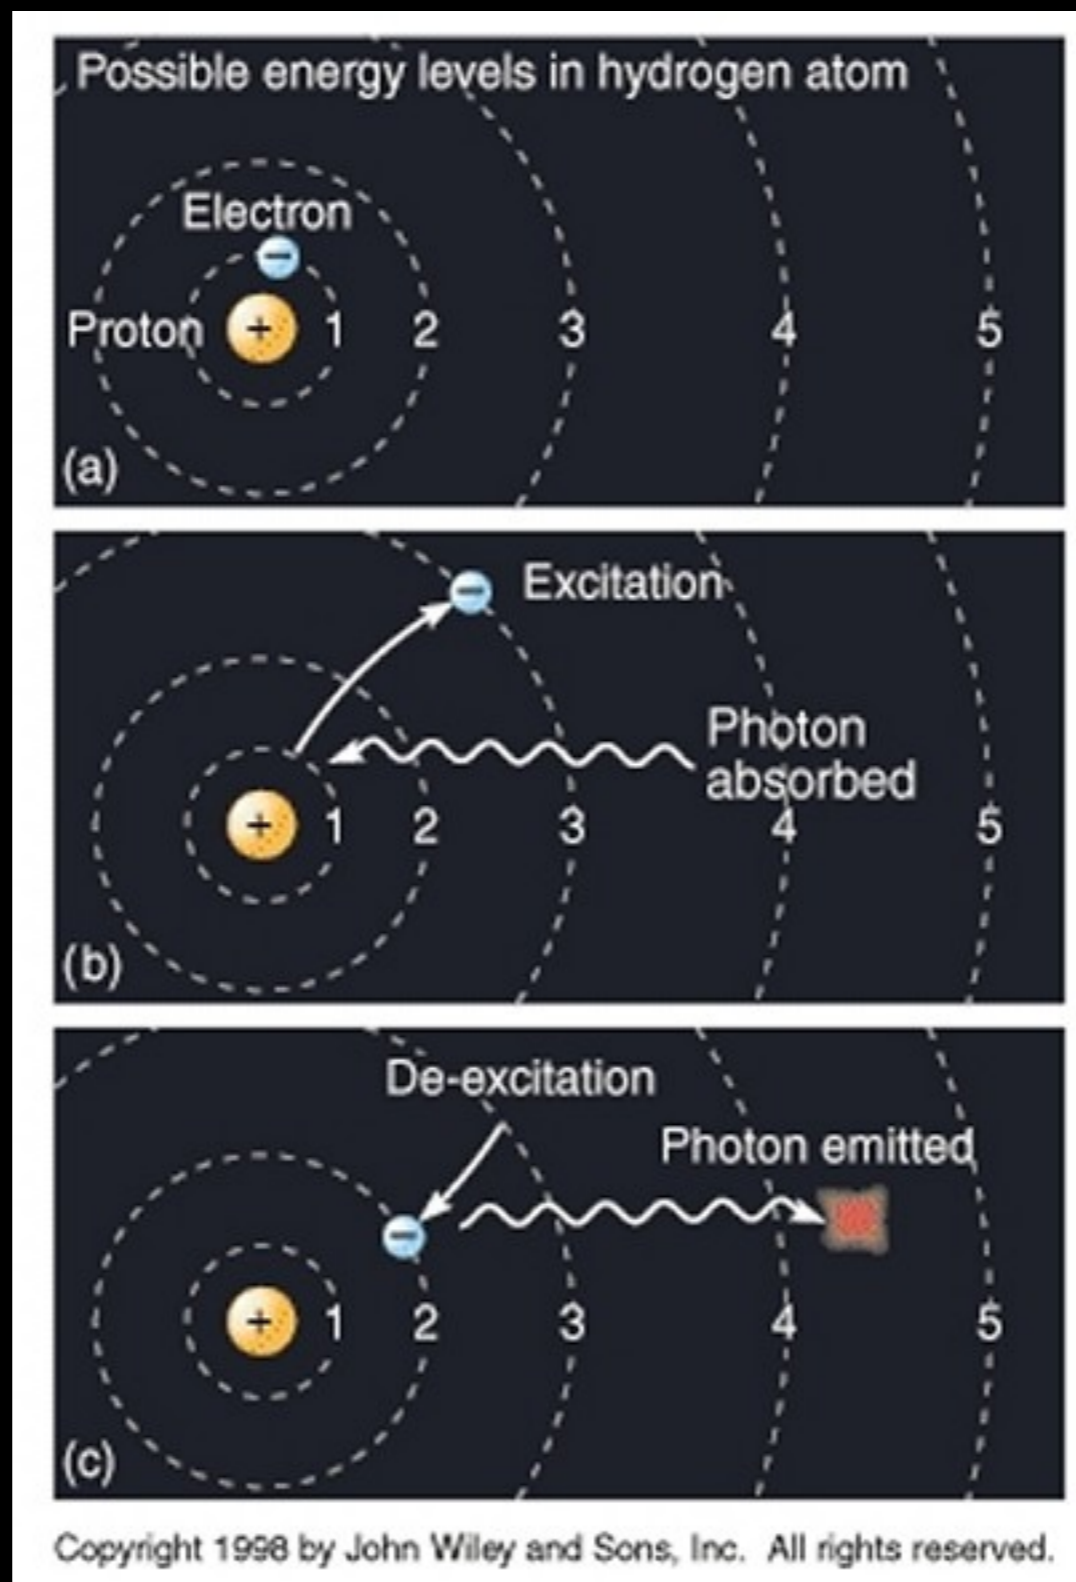 Possible energy levels in hydrogen atom
Electron
−
Proton + 1 2 3 4 5
(a)
− Excitation
Photon
absorbed
+ 1 2 3 4 5
(b)
De-excitation
Photon emitted
−
+ 1 2 3 4 5
(c)
Copyright 1998 by John Wiley and Sons, Inc. All rights reserved.